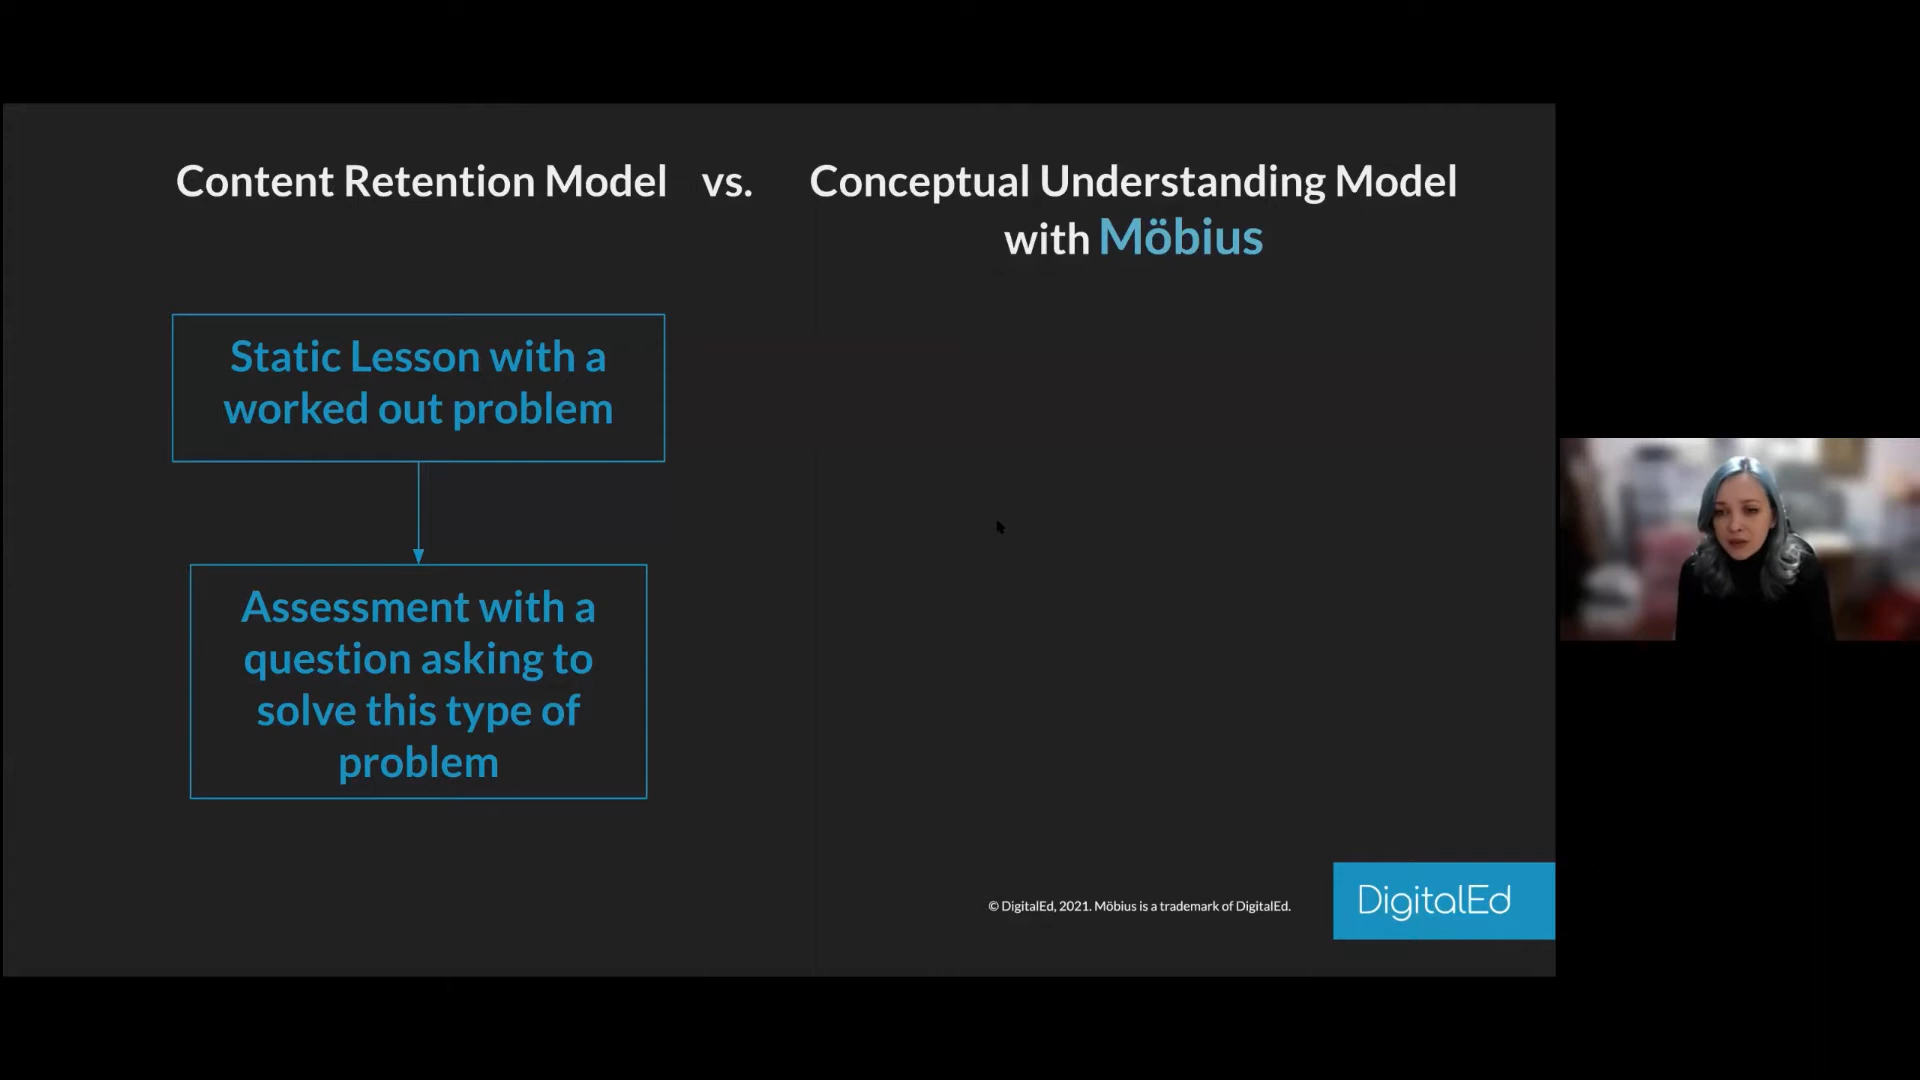 Content Retention Model vs. Conceptual Understanding Model
with Möbius
Static Lesson with a
worked out problem
Assessment with a
question asking to
solve this type of
problem
© DigitalEd, 2021. Möbius is a trademark of DigitalEd.
DigitalEd